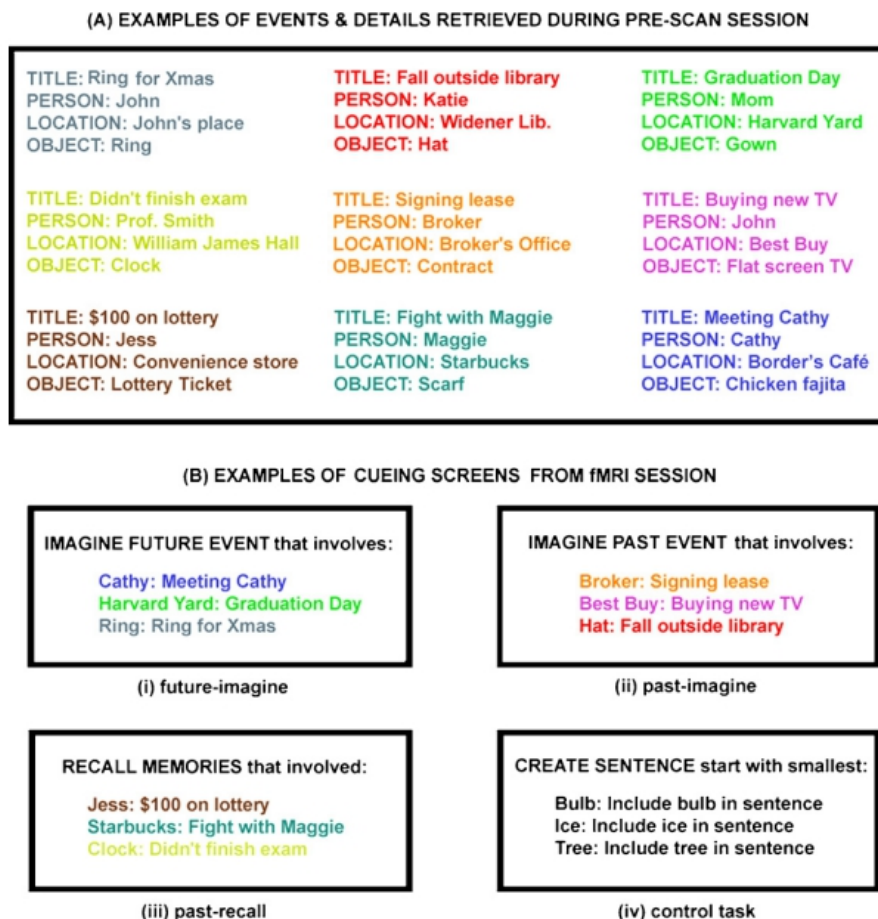 (A) EXAMPLES OF EVENTS & DETAILS RETRIEVED DURING PRE-SCAN SESSION
TITLE: Ring for Xmas
PERSON: John
LOCATION: John's place
OBJECT: Ring
TITLE: Fall outside library
PERSON: Katie
LOCATION: Widener Lib.
OBJECT: Hat
TITLE: Graduation Day
PERSON: Mom
LOCATION: Harvard Yard
OBJECT: Gown
TITLE: Didn't finish exam
PERSON: Prof. Smith
LOCATION: William James Hall
OBJECT: Clock
TITLE: Signing lease
PERSON: Broker
LOCATION: Broker's Office
OBJECT: Contract
TITLE: Buying new TV
PERSON: John
LOCATION: Best Buy
OBJECT: Flat screen TV
TITLE: $100 on lottery
PERSON: Jess
LOCATION: Convenience store
OBJECT: Lottery Ticket
TITLE: Fight with Maggie
PERSON: Maggie
LOCATION: Starbucks
OBJECT: Scarf
TITLE: Meeting Cathy
PERSON: Cathy
LOCATION: Border's Café
OBJECT: Chicken fajita
(B) EXAMPLES OF CUEING SCREENS FROM fMRI SESSION
IMAGINE FUTURE EVENT that involves:
Cathy: Meeting Cathy
Harvard Yard: Graduation Day
Ring: Ring for Xmas
(i) future-imagine
IMAGINE PAST EVENT that involves:
Broker: Signing lease
Best Buy: Buying new TV
Hat: Fall outside library
(ii) past-imagine
RECALL MEMORIES that involved:
Jess: $100 on lottery
Starbucks: Fight with Maggie
Clock: Didn't finish exam
(iii) past-recall
CREATE SENTENCE start with smallest:
Bulb: Include bulb in sentence
Ice: Include ice in sentence
Tree: Include tree in sentence
(iv) control task